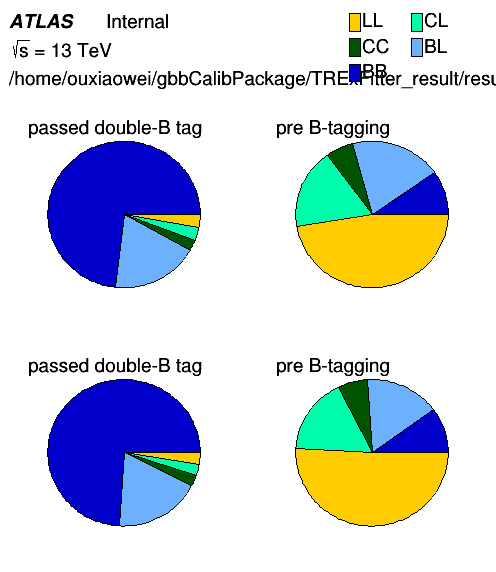 ATLAS Internal
√s = 13 TeV
/home/ouxiaowei/gbbCalibPackage/TRExFitter_result/resu
LL CL
CC BL
BB
passed double-B tag pre B-tagging
passed double-B tag pre B-tagging